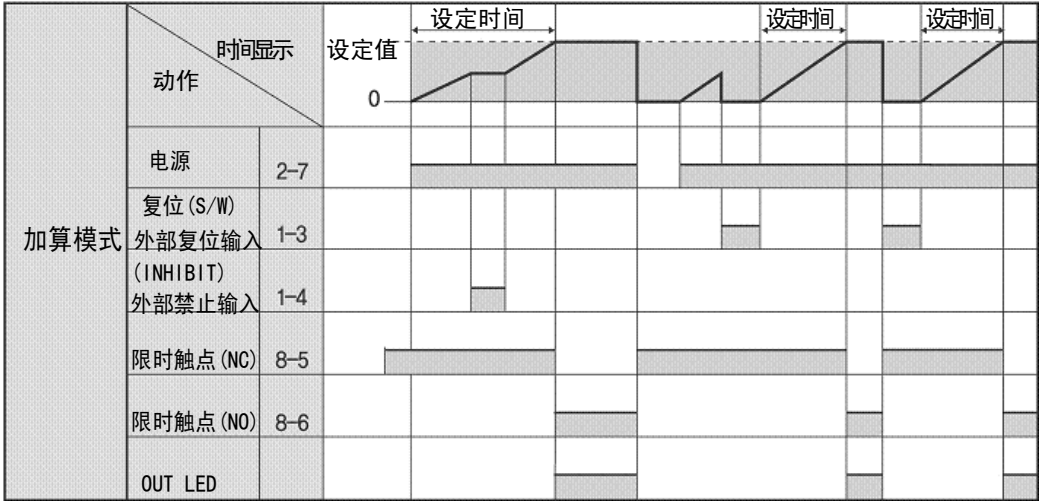 设定时间 设定时间 设定时间
时间显示 设定值
动作
0
电源 2-7
复位(S/W)
加算模式 外部复位输入 1-3
(INHIBIT)
外部禁止输入 1-4
限时触点(NC) 8-5
限时触点(NO) 8-6
OUT LED